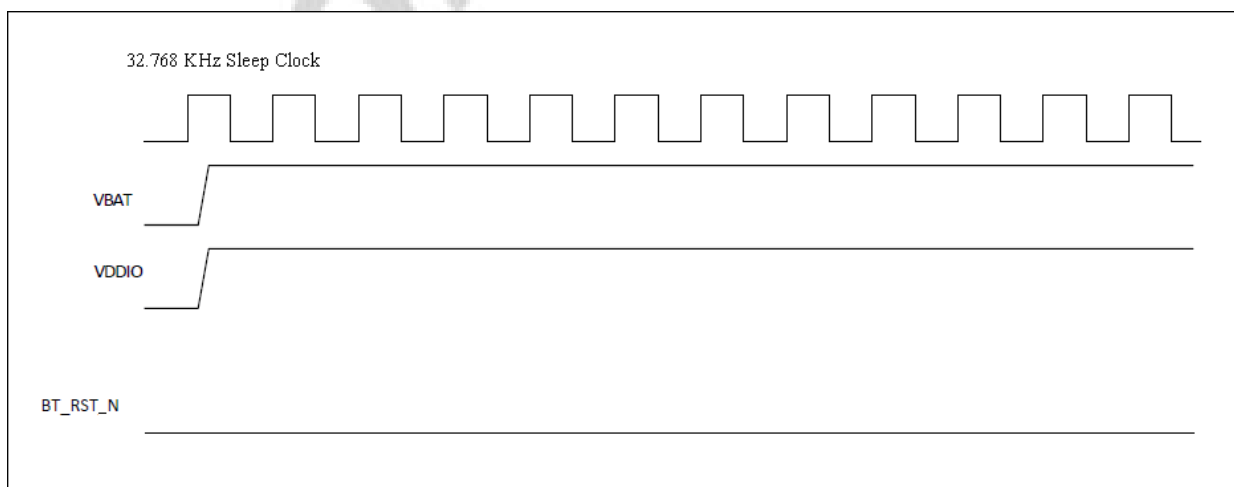 32.768 KHz Sleep Clock
VBAT
VDDIO
BT_RST_N